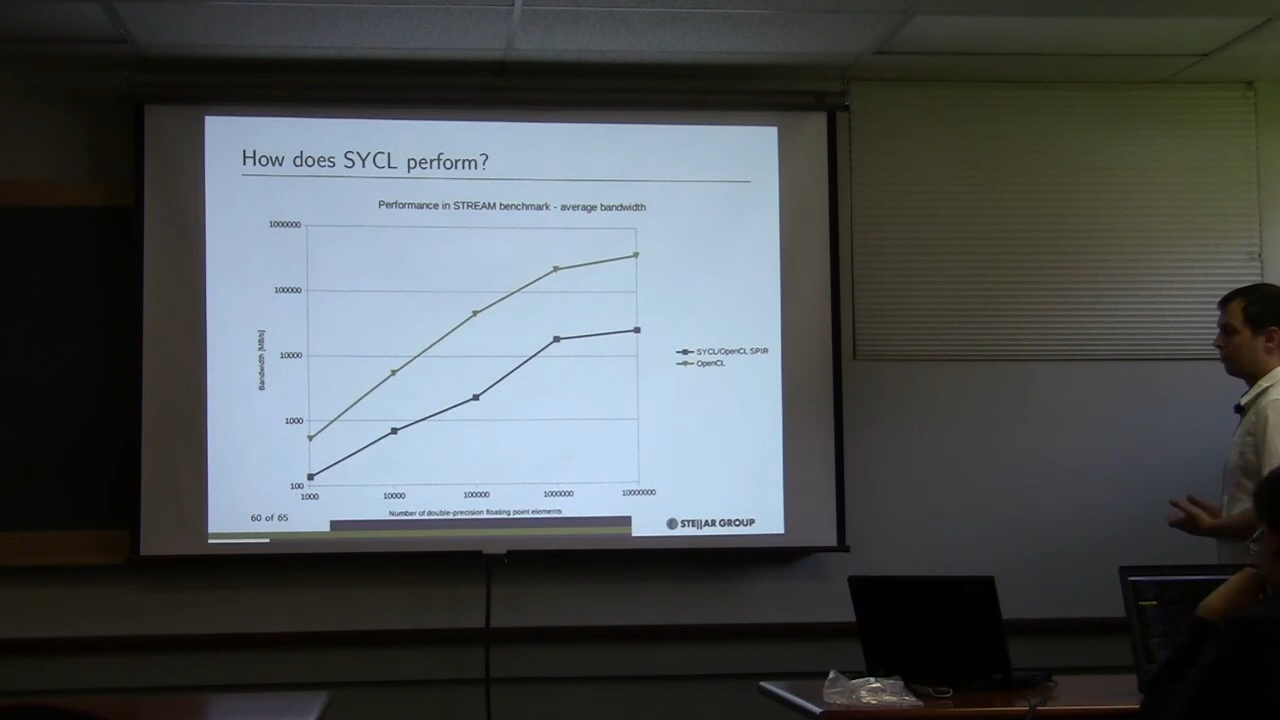 How does SYCL perform?
Performance in STREAM benchmark - average bandwidth
1000000
100000
10000
1000
100
Bandwidth [MB/s]
1000
10000
100000
1000000
10000000
Number of double-precision floating point elements
SYCL/OpenCL SPIR
OpenCL
60 of 65
STE||AR GROUP